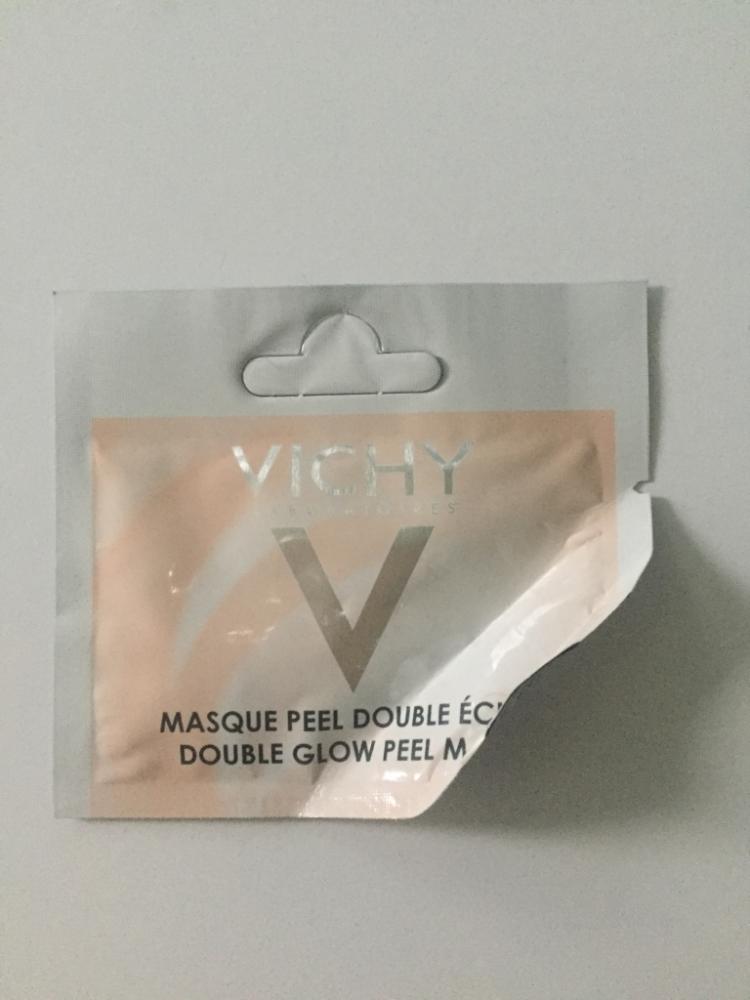 VICHY
LABORATOIRES
V
MASQUE PEEL DOUBLE
DOUBLE GLOW PEEL